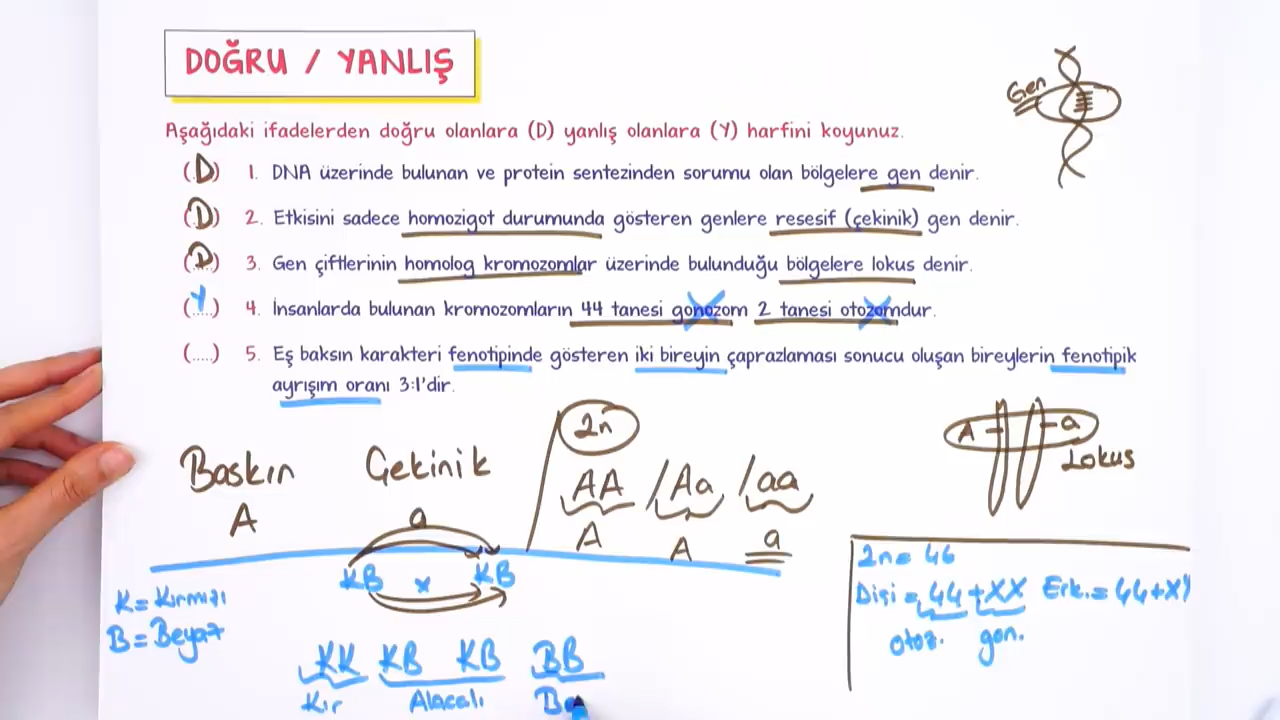 DOĞRU / YANLIŞ
Gen
Aşağıdaki ifadelerden doğru olanlara (D) yanlış olanlara (Y) harfini koyunuz.
(D) 1. DNA üzerinde bulunan ve protein sentezinden sorumu olan bölgelere gen denir.
(D) 2. Etkisini sadece homozigot durumunda gösteren genlere resesif (çekinik) gen denir.
(D) 3. Gen çiftlerinin homolog kromozomlar üzerinde bulunduğu bölgelere lokus denir.
(Y) 4. İnsanlarda bulunan kromozomların 44 tanesi gonozom 2 tanesi otozomdur.
(....) 5. Eş baksın karakteri fenotipinde gösteren iki bireyin çaprazlaması sonucu oluşan bireylerin fenotipik
ayrışım oranı 3:1'dir.
Baskın Çekinik
A a
2n
AA / Aa / aa
A A a
A a
Lokus
KB x KB
K = Kırmızı
B = Beyaz
KK KB KB BB
Kır Alacalı Be
2n = 46
Dişi = 44 + XX Erk. = 44 + XY
otoz. gon.